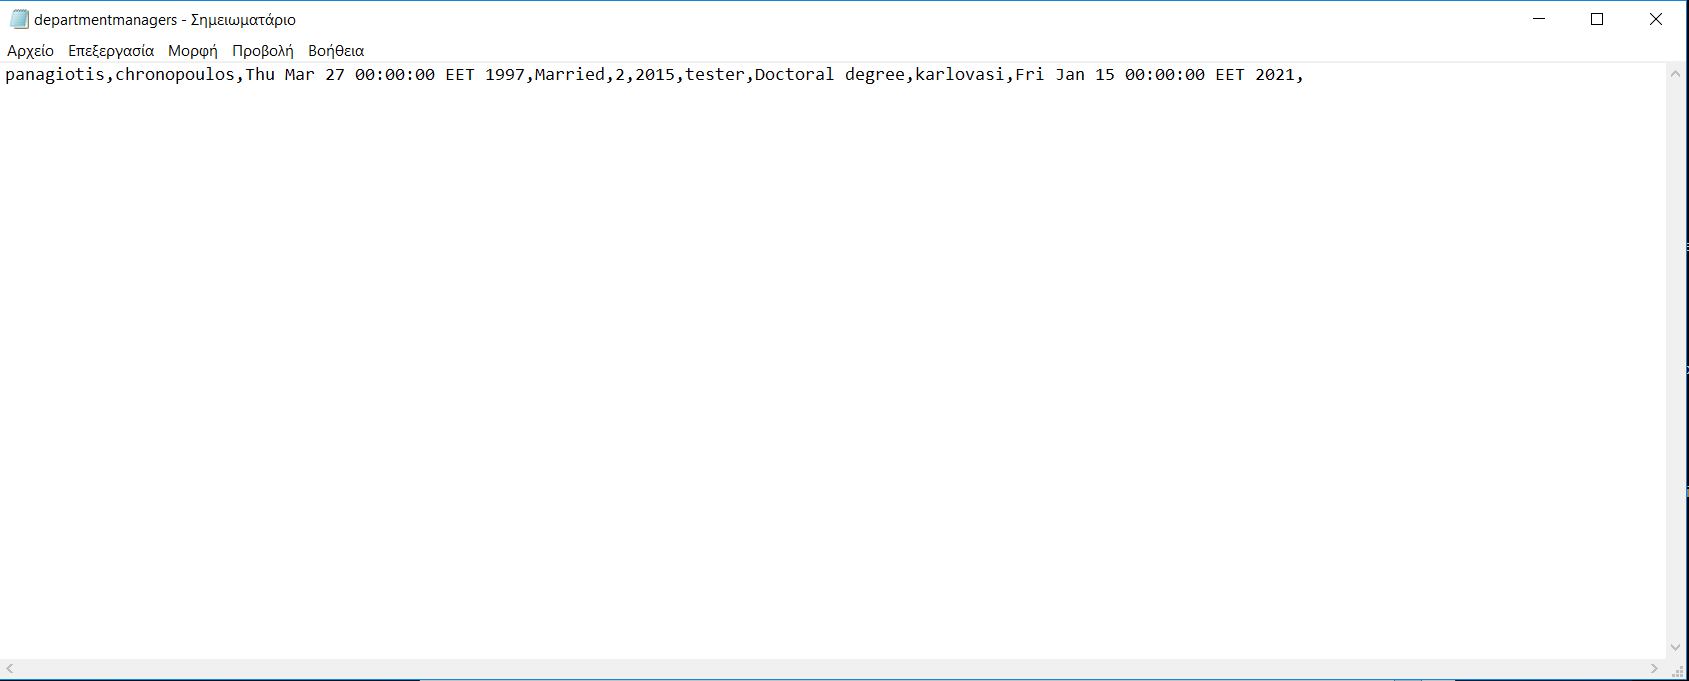 departmentmanagers - Σημειωματάριο
Αρχείο Επεξεργασία Μορφή Προβολή Βοήθεια
panagiotis,chronopoulos,Thu Mar 27 00:00:00 EET 1997,Married,2,2015,tester,Doctoral degree,karlovasi,Fri Jan 15 00:00:00 EET 2021,